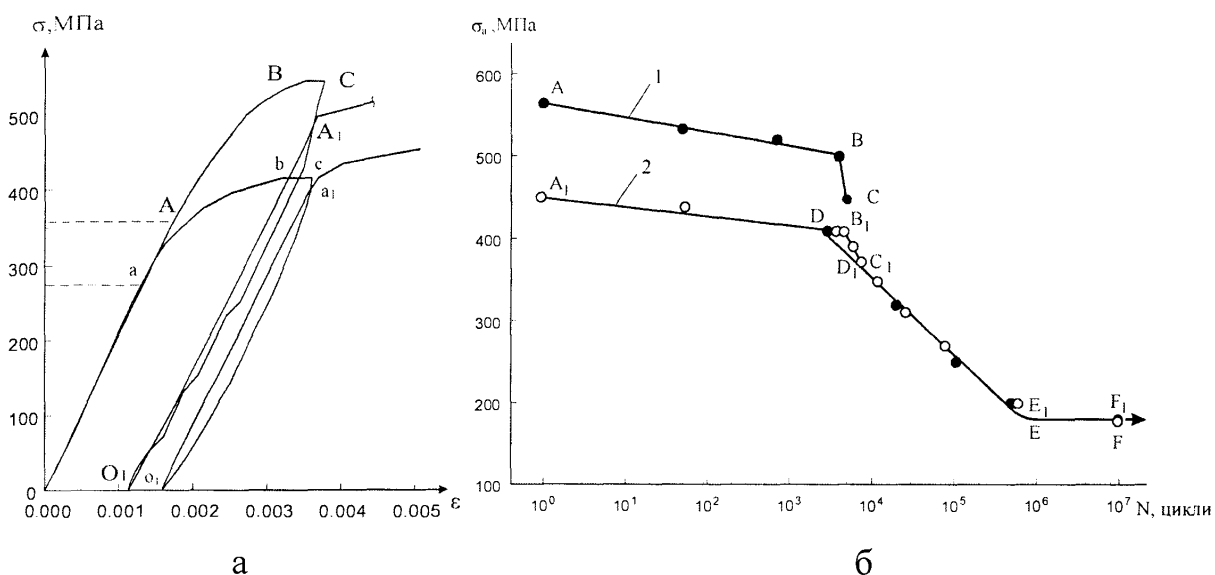 σ,МПа
500
400
300
200
100
0
A
B
C
A₁
a
b
c
a₁
O₁
o₁
0.000
0.001
0.002
0.003
0.004
0.005
ε
а
σₐ,МПа
600
500
400
300
200
100
A
1
B
C
A₁
2
D
B₁
D₁
C₁
E₁
E
F₁
F
10⁰
10¹
10²
10³
10⁴
10⁵
10⁶
10⁷
N, цикли
б